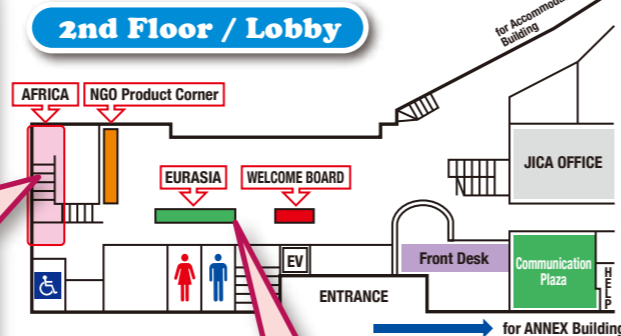 2nd Floor / Lobby
for Accommoda
Building
AFRICA
NGO Product Corner
EURASIA
WELCOME BOARD
JICA OFFICE
EV
Front Desk
Communication
Plaza
HELP
ENTRANCE
for ANNEX Building